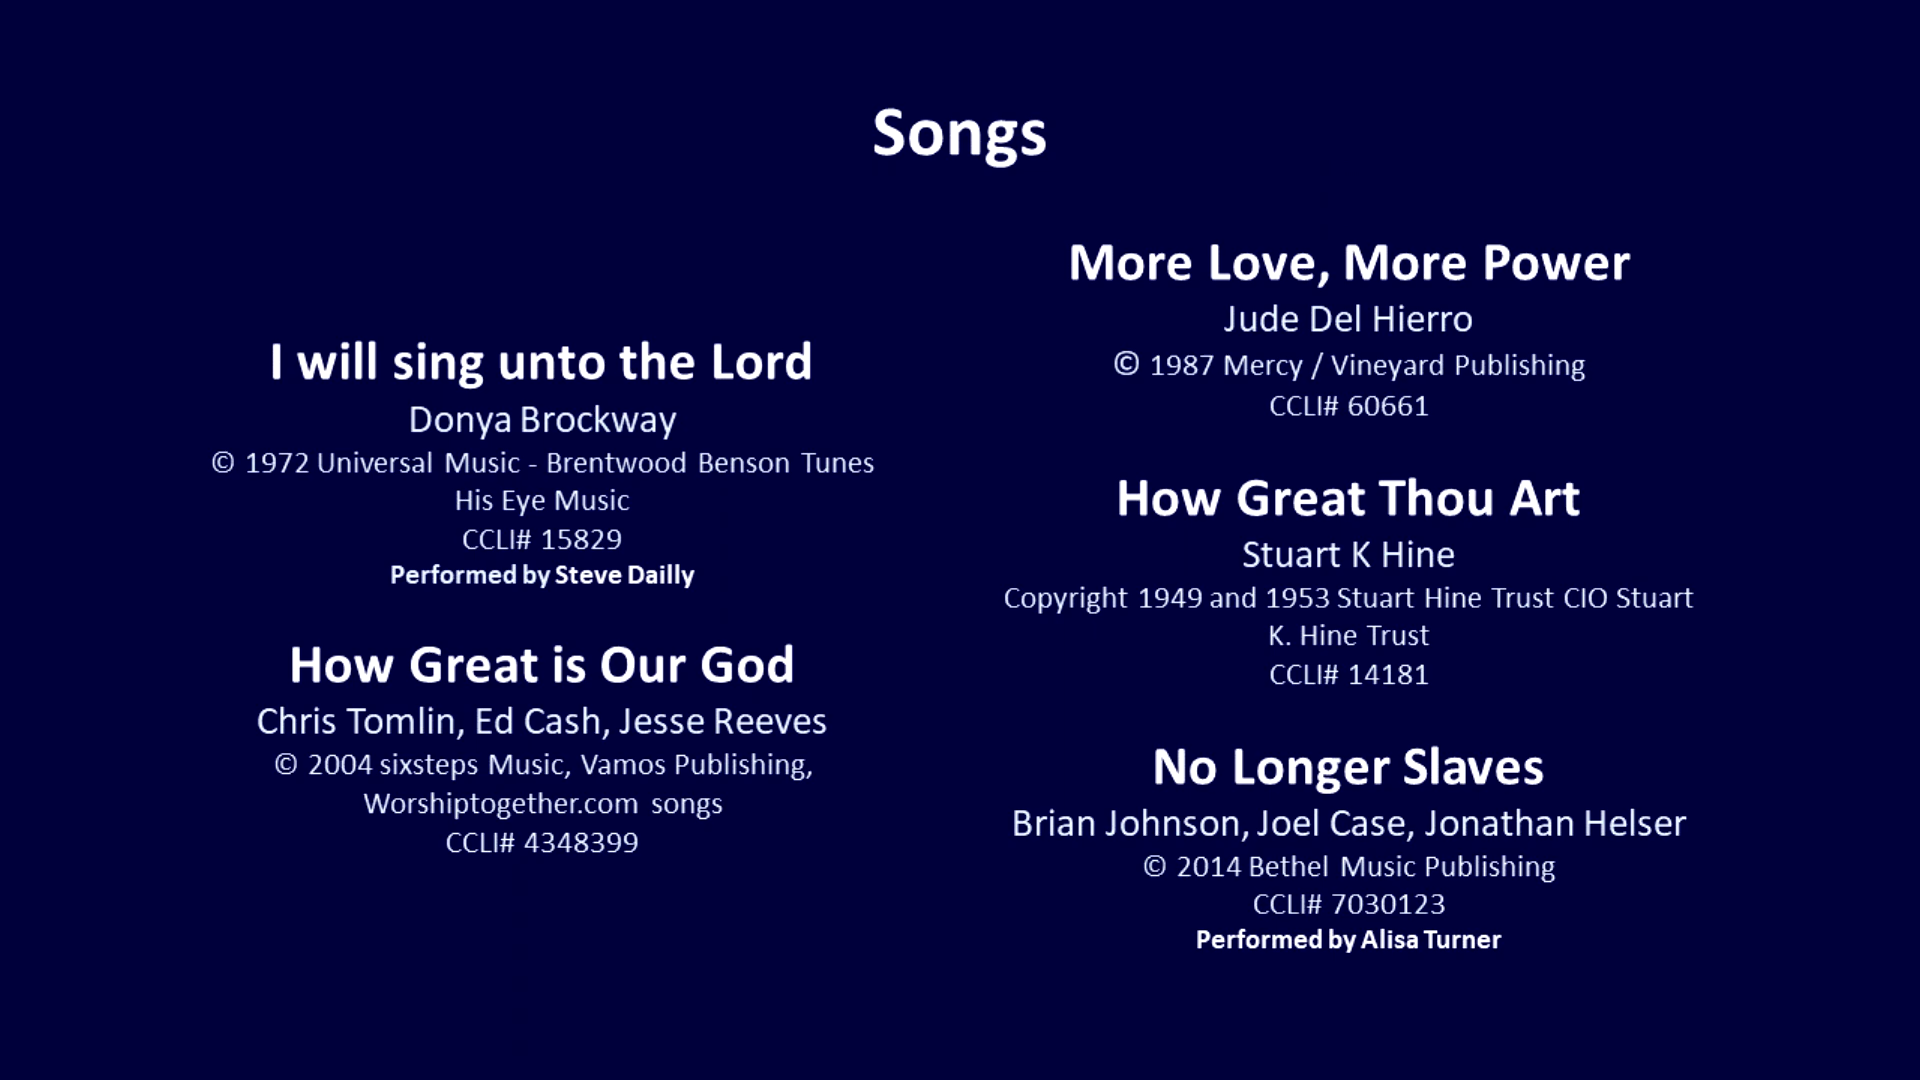 Songs
I will sing unto the Lord
Donya Brockway
© 1972 Universal Music - Brentwood Benson Tunes
His Eye Music
CCLI# 15829
Performed by Steve Dailly
How Great is Our God
Chris Tomlin, Ed Cash, Jesse Reeves
© 2004 sixsteps Music, Vamos Publishing,
Worshiptogether.com songs
CCLI# 4348399
More Love, More Power
Jude Del Hierro
© 1987 Mercy / Vineyard Publishing
CCLI# 60661
How Great Thou Art
Stuart K Hine
Copyright 1949 and 1953 Stuart Hine Trust CIO Stuart
K. Hine Trust
CCLI# 14181
No Longer Slaves
Brian Johnson, Joel Case, Jonathan Helser
© 2014 Bethel Music Publishing
CCLI# 7030123
Performed by Alisa Turner